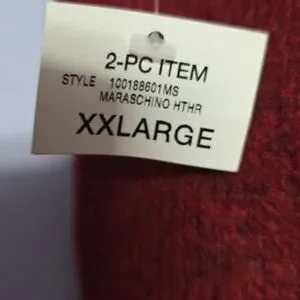 2-PC ITEM
STYLE 100188601MS
MARASCHINO HTHR
XXLARGE